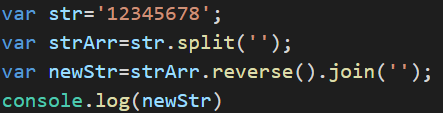 var str='12345678';
var strArr=str.split('');
var newStr=strArr.reverse().join('');
console.log(newStr)